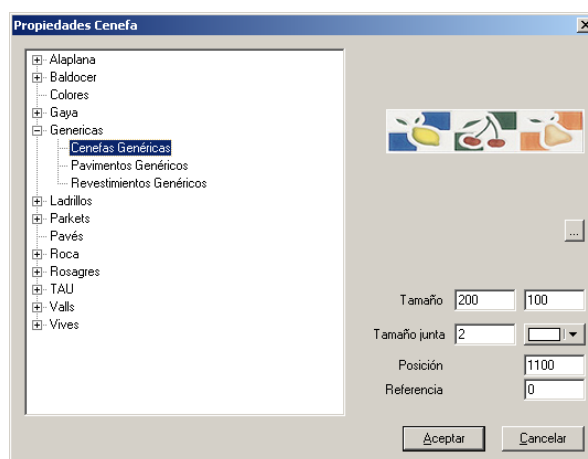 Propiedades Cenefa
Alaplana
Baldocer
Colores
Gaya
Genericas
Cenefas Genéricas
Pavimentos Genéricos
Revestimientos Genéricos
Ladrillos
Parkets
Pavés
Roca
Rosagres
TAU
Valls
Vives
...
Tamaño 200 100
Tamaño junta 2
Posición 1100
Referencia 0
Aceptar Cancelar